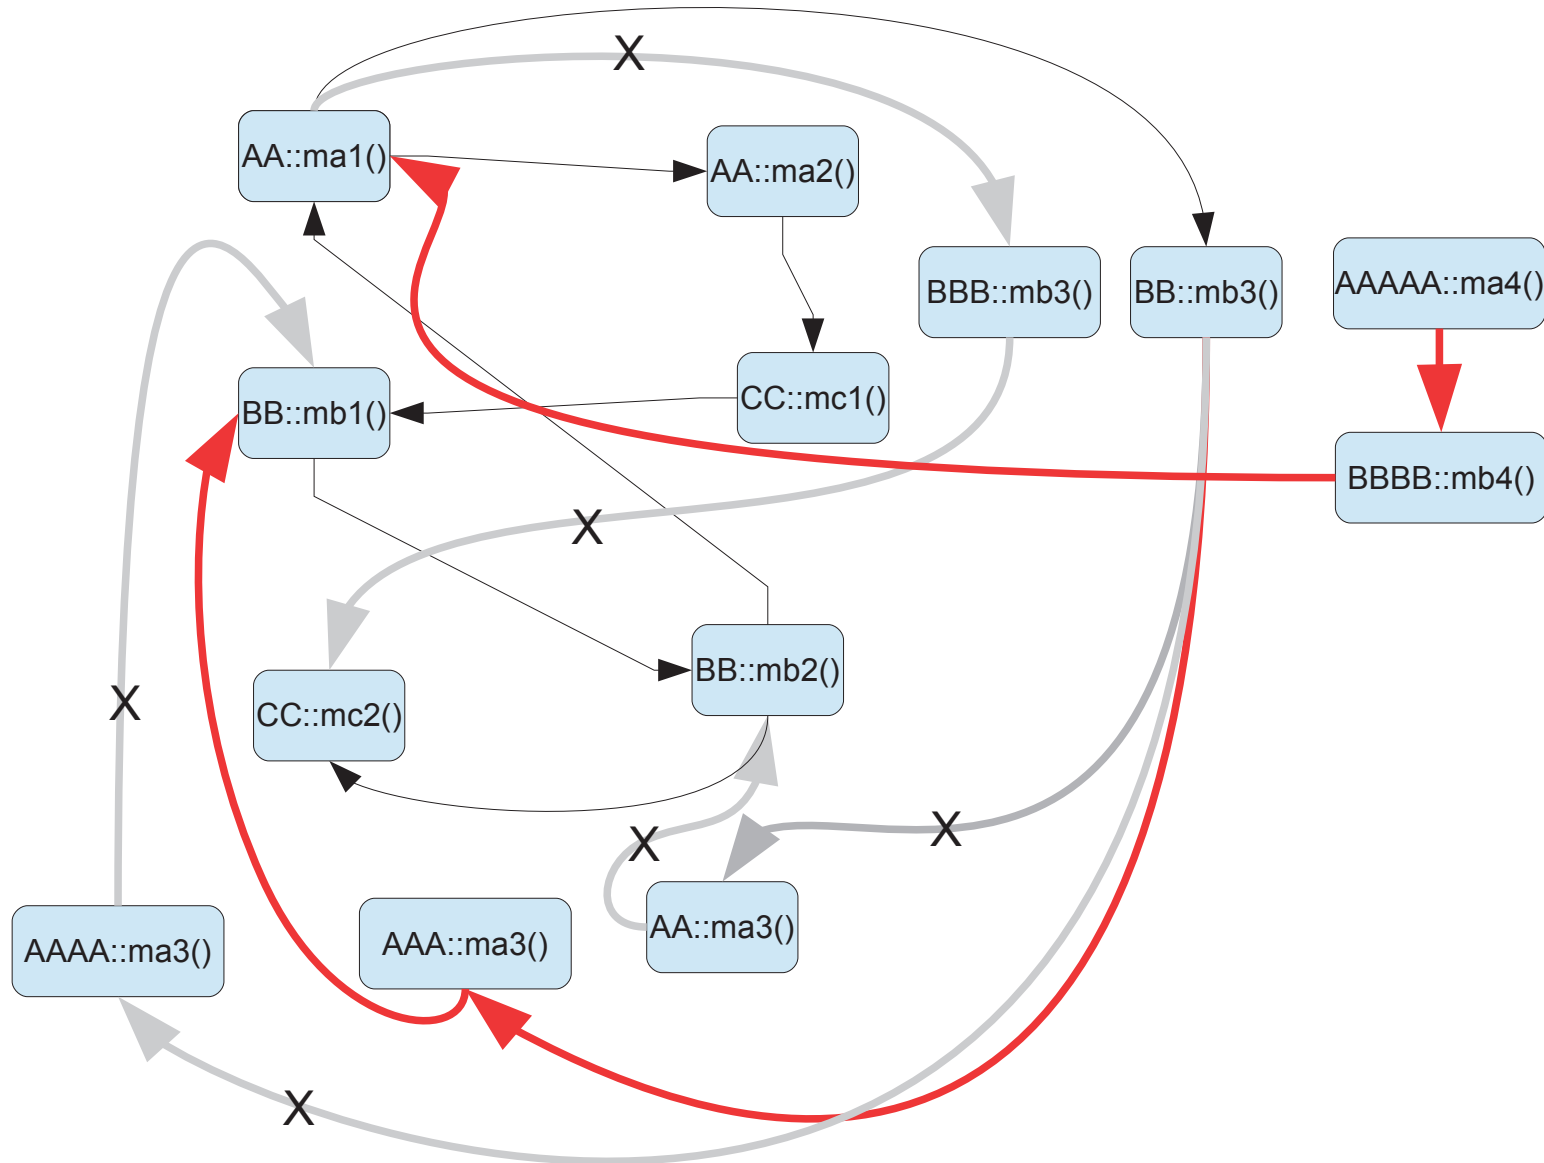 X
AA::ma1()
AA::ma2()
BBB::mb3()
BB::mb3()
AAAAA::ma4()
BB::mb1()
CC::mc1()
BBBB::mb4()
X
BB::mb2()
X
CC::mc2()
X
X
AAAA::ma3()
AAA::ma3()
AA::ma3()
X